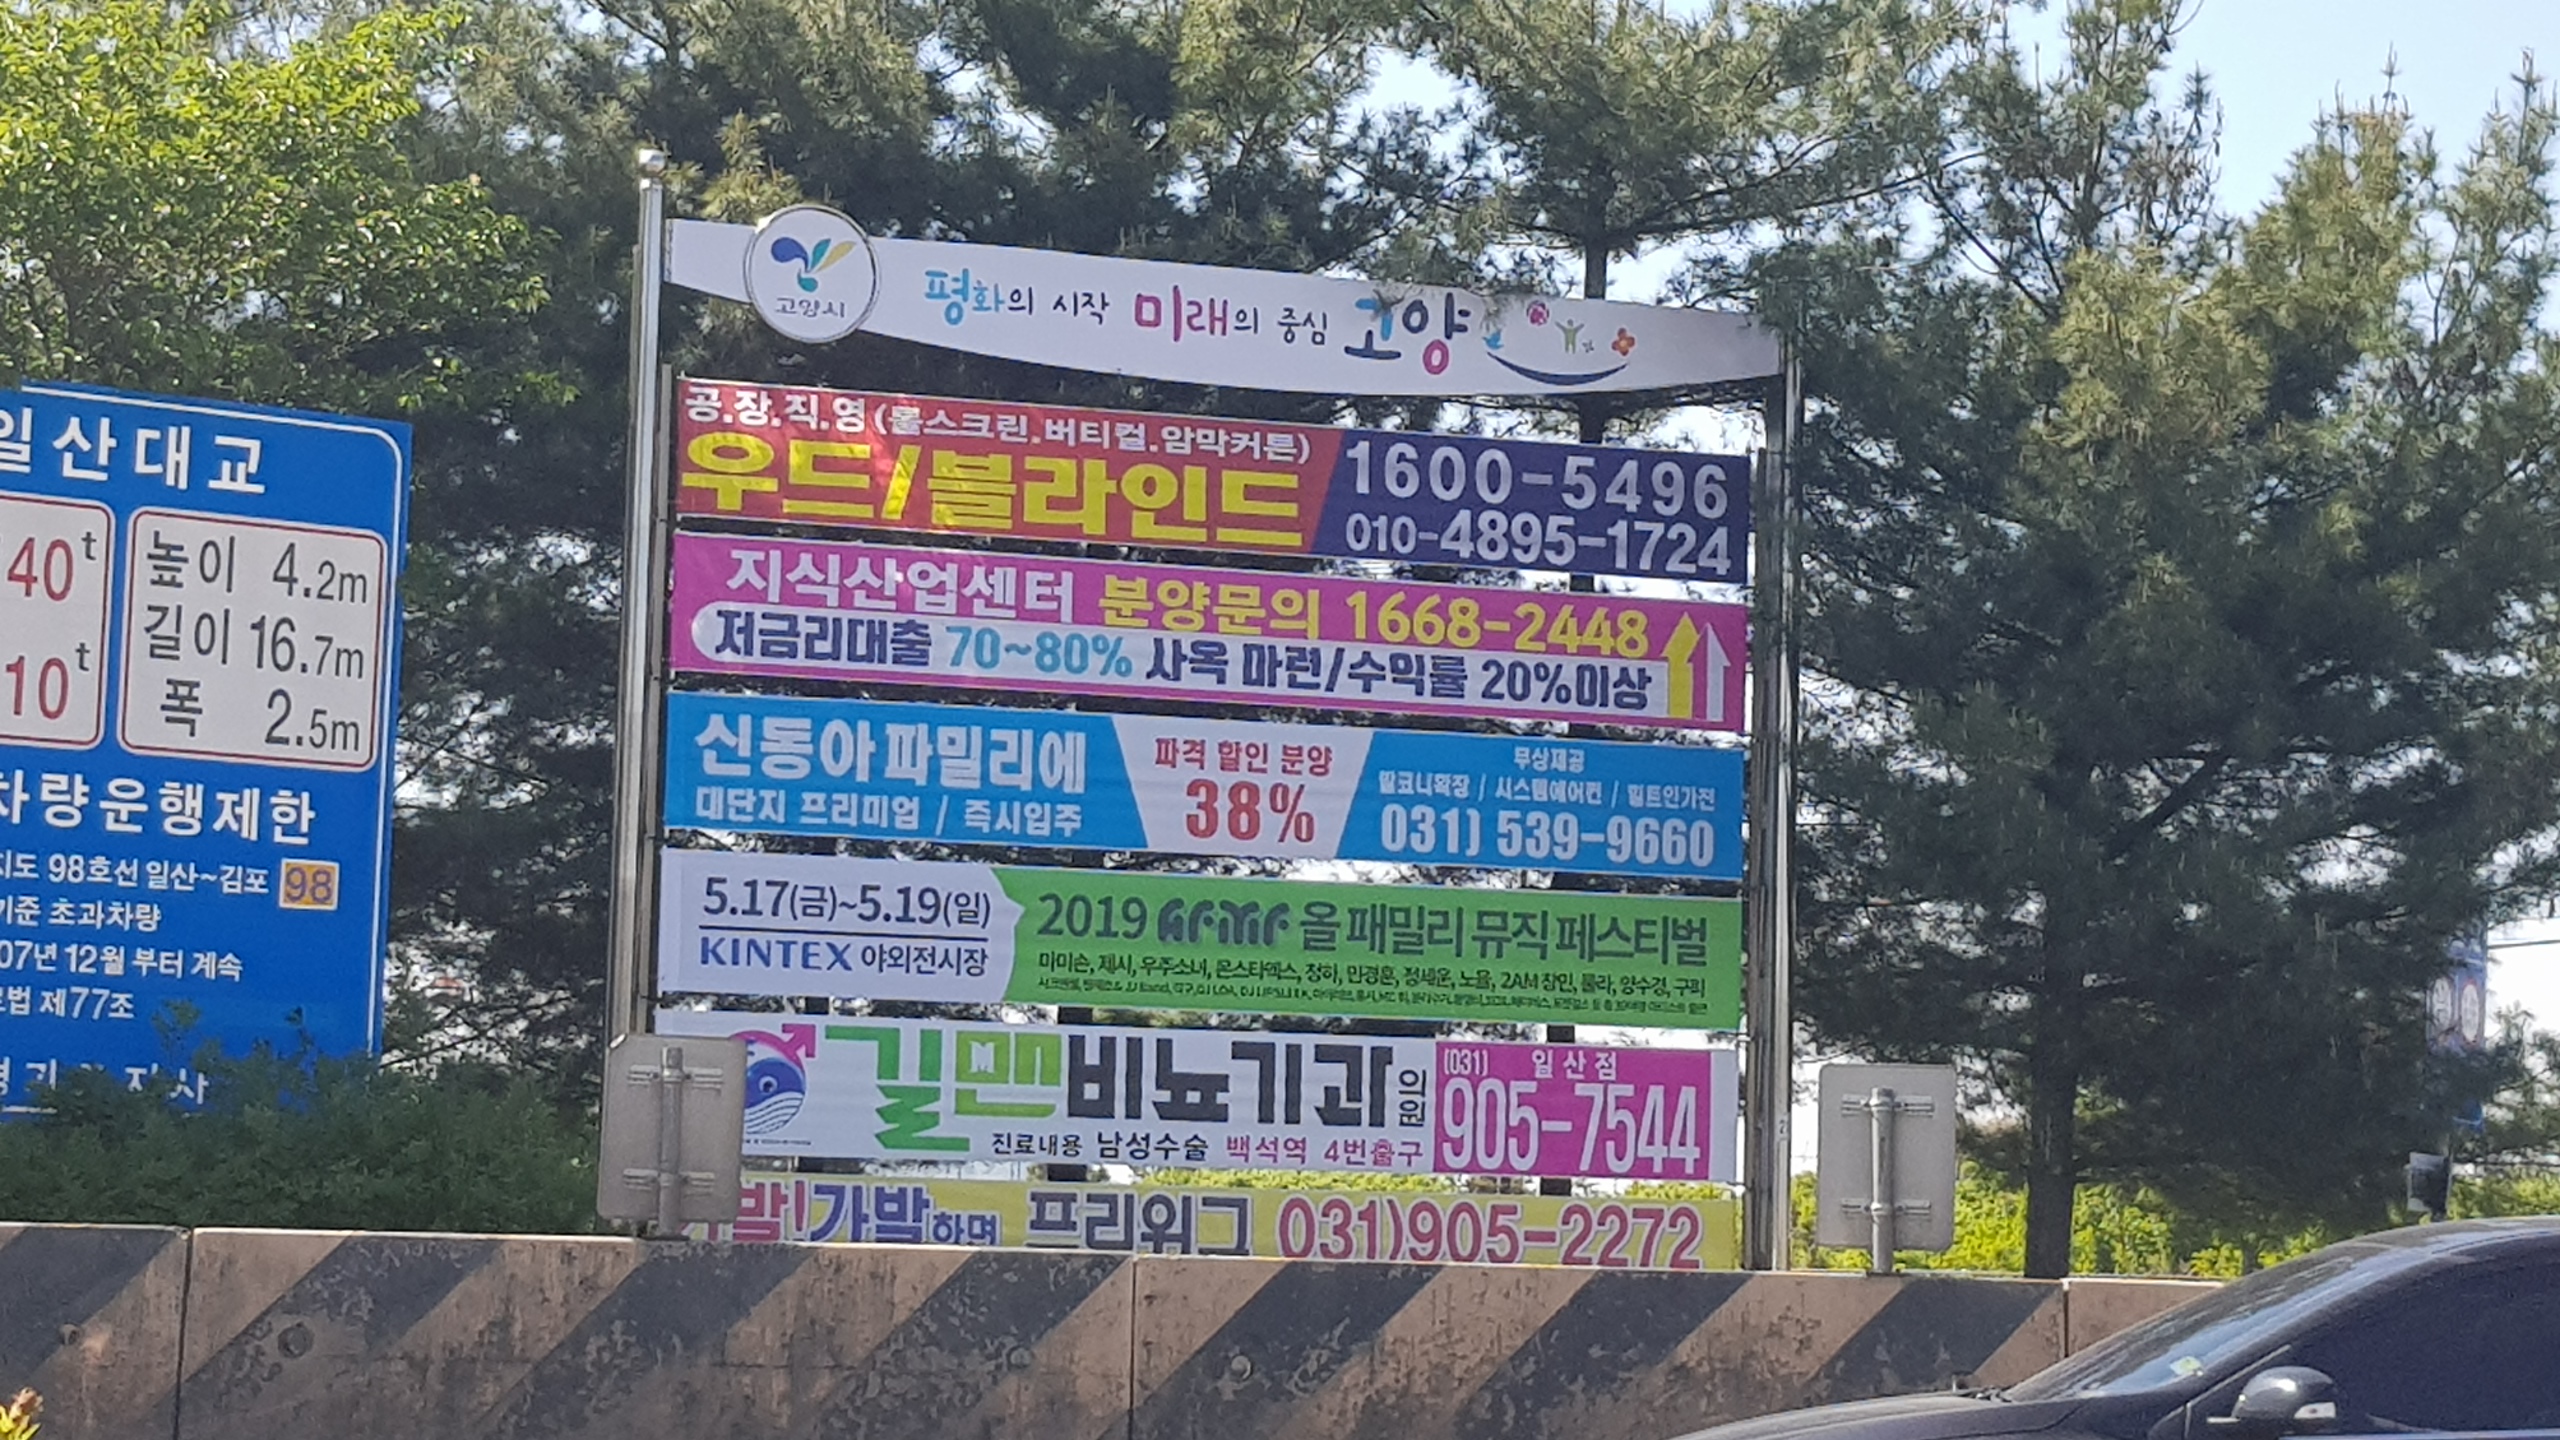 일산대교
40t
10t
높이 4.2m
길이 16.7m
폭 2.5m
차량운행제한
지도 98호선 일산~김포 98
기준 초과차량
07년 12월 부터 계속
법 제77조
고양시
평화의 시작 미래의 중심 고양
공.장.직.영 (롤스크린.버티컬.암막커튼)
우드/블라인드
1600-5496
010-4895-1724
지식산업센터 분양문의 1668-2448
저금리대출 70~80% 사옥 마련/수익률 20%이상
신동아파밀리에
대단지 프리미엄 / 즉시입주
파격 할인 분양
38%
무상제공
발코니확장 / 시스템에어컨 / 빌트인가전
031) 539-9660
5.17(금)~5.19(일)
KINTEX 야외전시장
2019 AFMF 올 패밀리 뮤직 페스티벌
마미손, 제시, 우주소녀, 몬스타엑스, 청하, 민경훈, 정세운, 노을, 2AM 창민, 룰라, 양수경, 구피
길맨비뇨기과의원
진료내용 남성수술 백석역 4번출구
(031) 일산점
905-7544
가발!가발하면 프리위그 031)905-2272